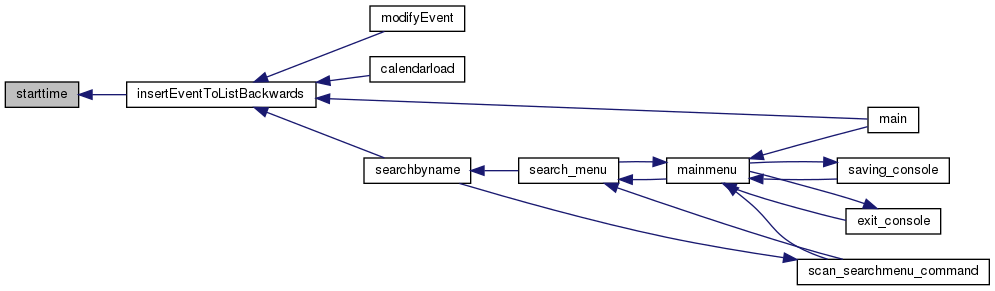 modifyEvent
calendarload
starttime
insertEventToListBackwards
main
searchbyname
search_menu
mainmenu
saving_console
exit_console
scan_searchmenu_command